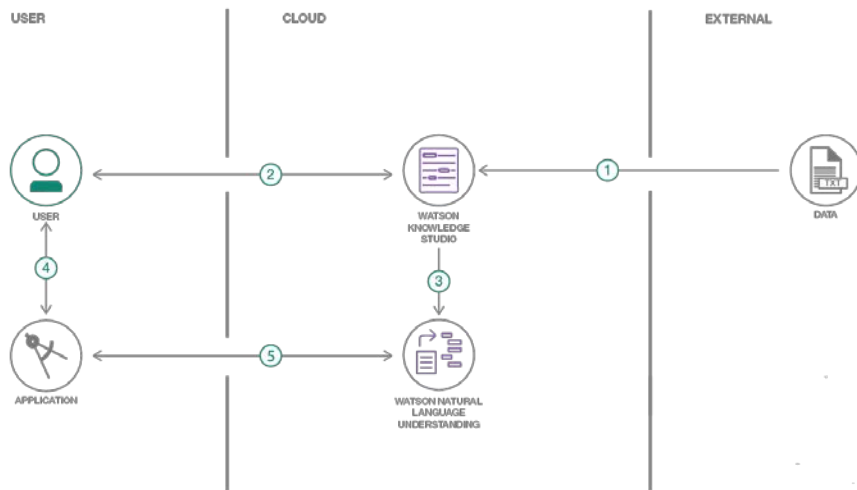 USER
CLOUD
EXTERNAL
2
1
TXT
USER
WATSON
KNOWLEDGE
STUDIO
DATA
4
3
5
APPLICATION
WATSON NATURAL
LANGUAGE
UNDERSTANDING